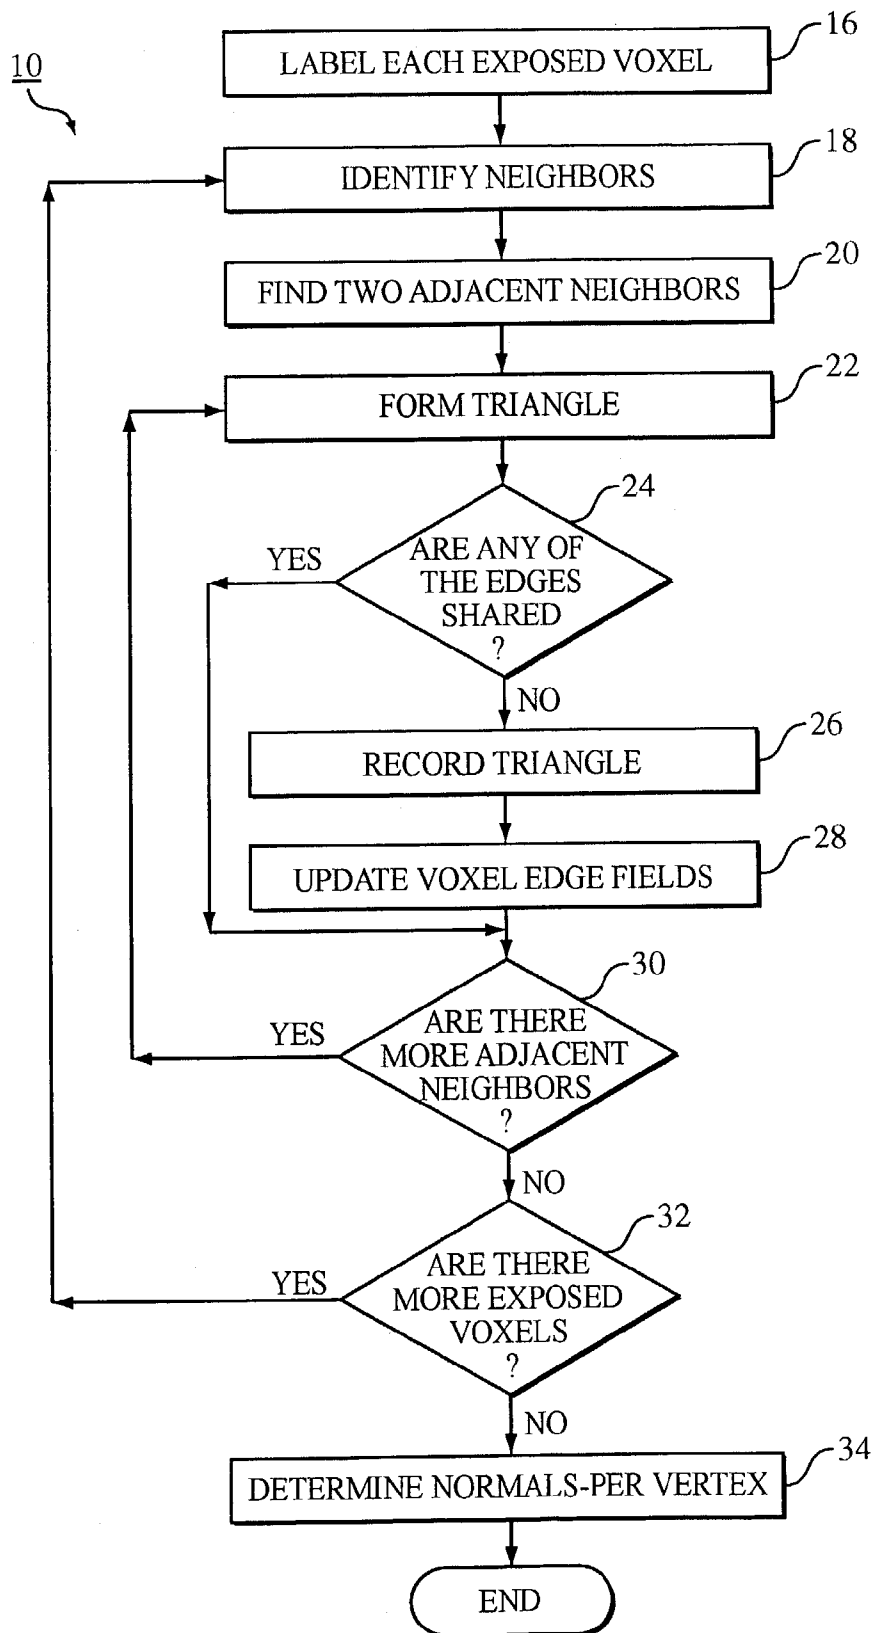 16
LABEL EACH EXPOSED VOXEL
10
18
IDENTIFY NEIGHBORS
20
FIND TWO ADJACENT NEIGHBORS
22
FORM TRIANGLE
24
YES
ARE ANY OF
THE EDGES
SHARED
?
NO
26
RECORD TRIANGLE
28
UPDATE VOXEL EDGE FIELDS
30
YES
ARE THERE
MORE ADJACENT
NEIGHBORS
?
NO
32
YES
ARE THERE
MORE EXPOSED
VOXELS
?
NO
34
DETERMINE NORMALS-PER VERTEX
END